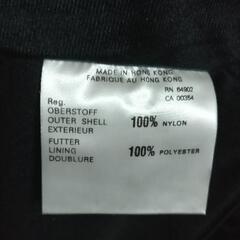 MADE IN HONG KONG
FABRIQUE AU HONG KONG
RN 64902
CA 00354
Reg.
OBERSTOFF
OUTER SHELL 100% NYLON
EXTERIEUR
FUTTER
LINING 100% POLYESTER
DOUBLURE